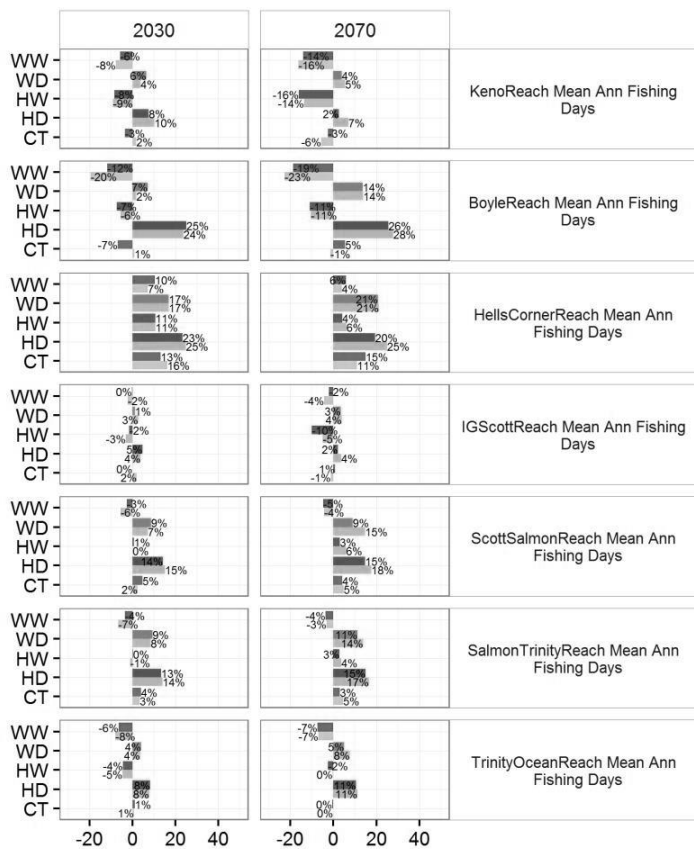 2030 2070
WW -6% -14%
-8% -16%
WD 6% 4%
4% 5%
HW -8% -16%
-9% -14%
HD 8% 2%
10% 7%
CT -3% -3%
2% -6%
KenoReach Mean Ann Fishing
Days
WW -12% -19%
-20% -23%
WD 7% 14%
2% 14%
HW -7% -11%
-6% -11%
HD 25% 26%
24% 28%
CT -7% 5%
1% -1%
BoyleReach Mean Ann Fishing
Days
WW 10% 6%
7% 4%
WD 17% 21%
17% 21%
HW 11% 4%
11% 6%
HD 23% 20%
25% 25%
CT 13% 15%
16% 11%
HellsCornerReach Mean Ann
Fishing Days
WW 0% -2%
-2% -4%
WD 1% 3%
3% 4%
HW -2% -10%
-3% -5%
HD 5% 2%
4% 4%
CT 0% 1%
2% -1%
IGScottReach Mean Ann Fishing
Days
WW -3% -5%
-6% -4%
WD 9% 9%
7% 15%
HW 1% 3%
0% 6%
HD 14% 15%
15% 18%
CT 5% 4%
2% 5%
ScottSalmonReach Mean Ann
Fishing Days
WW -4% -4%
-7% -3%
WD 9% 11%
8% 14%
HW 0% 3%
-1% 4%
HD 13% 15%
14% 17%
CT 4% 3%
3% 5%
SalmonTrinityReach Mean Ann
Fishing Days
WW -6% -7%
-8% -7%
WD 4% 5%
4% 8%
HW -4% -2%
-5% 0%
HD 8% 11%
8% 11%
CT 1% 0%
1% 0%
TrinityOceanReach Mean Ann
Fishing Days
-20 0 20 40 -20 0 20 40